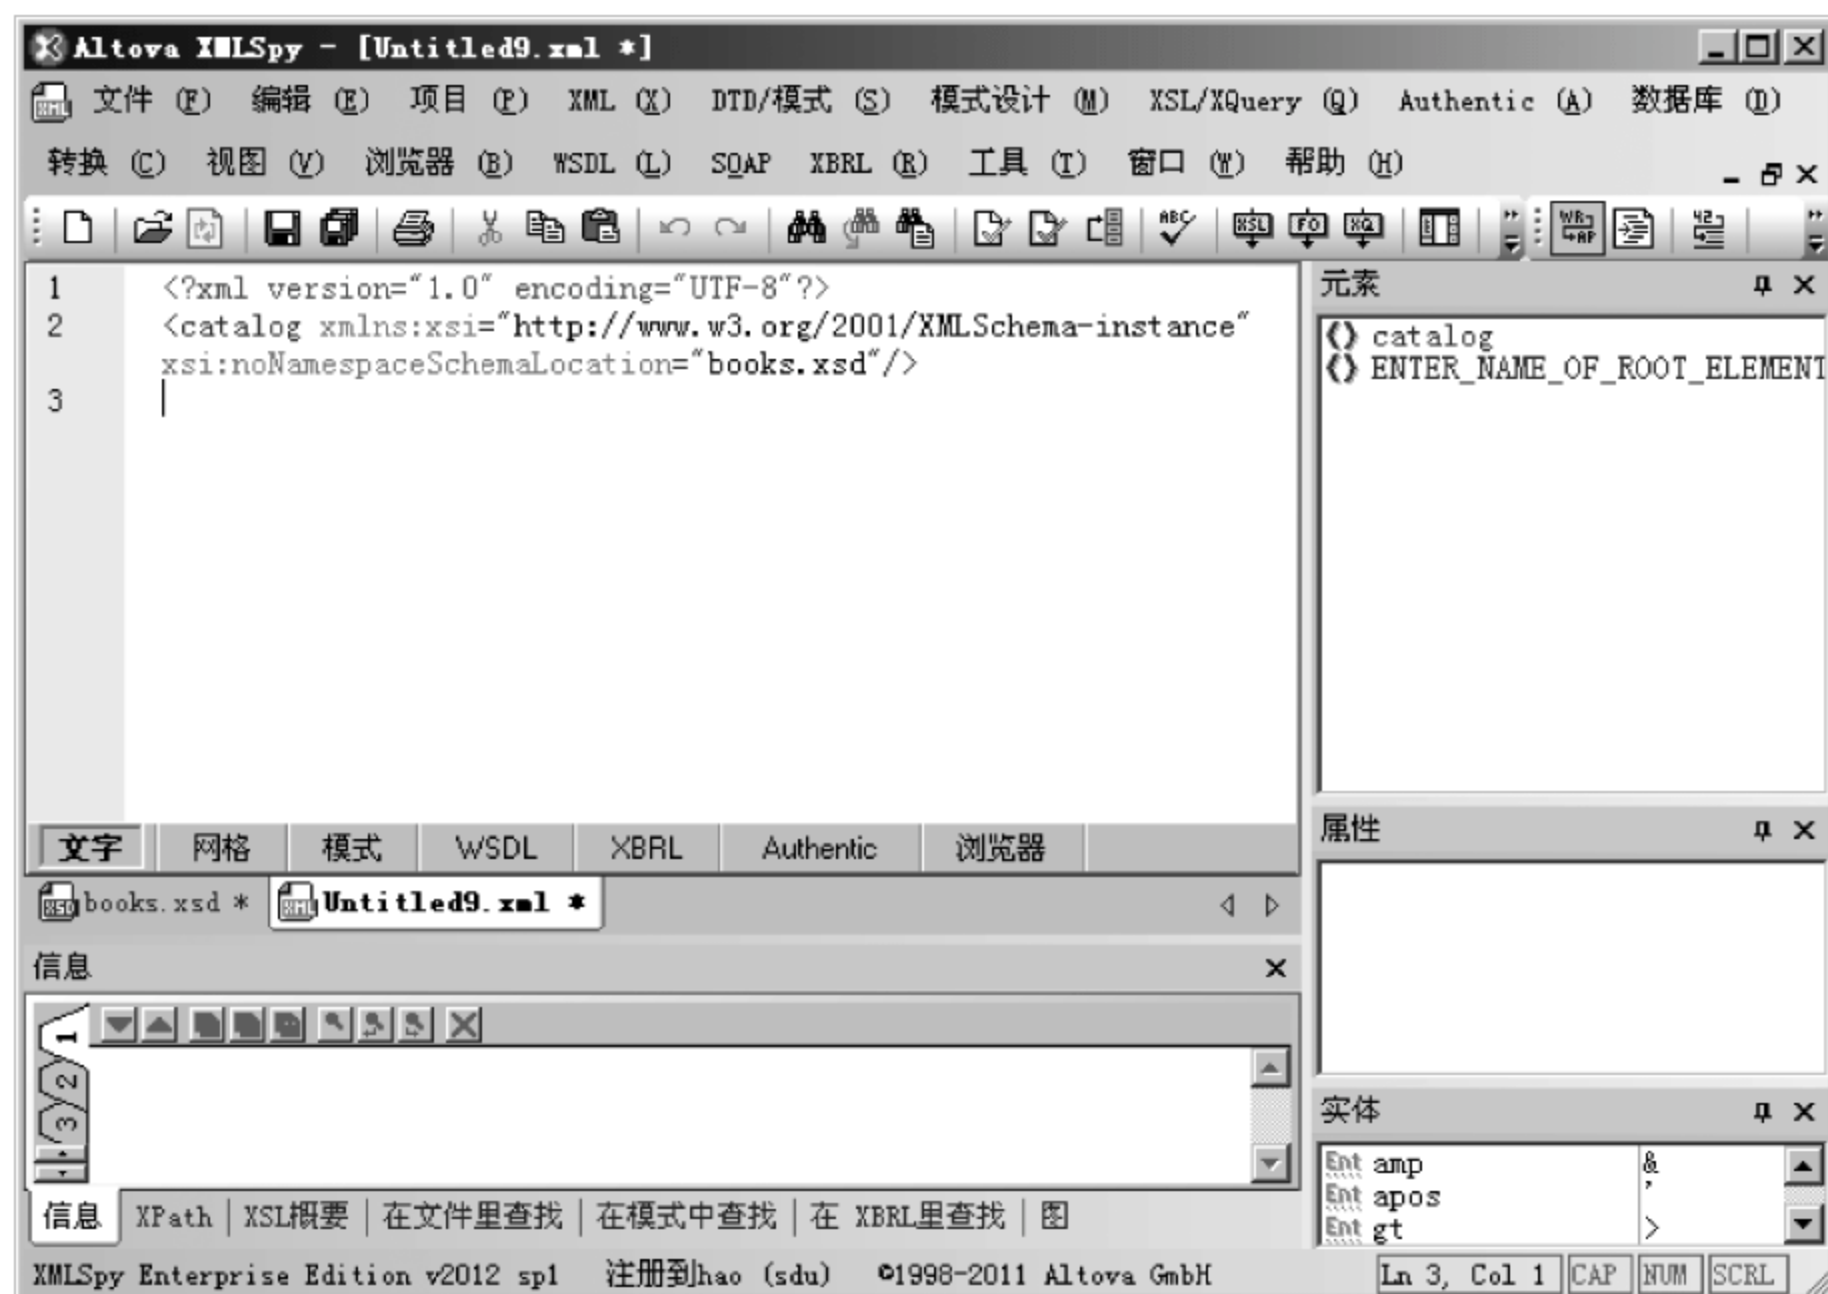 Altova XMLSpy - [Untitled9.xml *]
文件 (F) 编辑 (E) 项目 (P) XML (X) DTD/模式 (S) 模式设计 (M) XSL/XQuery (Q) Authentic (A) 数据库 (D)
转换 (C) 视图 (V) 浏览器 (B) WSDL (L) SOAP XBRL (R) 工具 (T) 窗口 (W) 帮助 (H)
ABC XSL FO XQ
1 <?xml version="1.0" encoding="UTF-8"?>
2 <catalog xmlns:xsi="http://www.w3.org/2001/XMLSchema-instance"
xsi:noNamespaceSchemaLocation="books.xsd"/>
3
元素
catalog
ENTER_NAME_OF_ROOT_ELEMENT
文字 网格 模式 WSDL XBRL Authentic 浏览器
books.xsd * Untitled9.xml *
信息
1
2
3
信息 XPath XSL概要 在文件里查找 在模式中查找 在 XBRL里查找 图
属性
实体
Ent amp &
Ent apos '
Ent gt >
XMLSpy Enterprise Edition v2012 sp1 注册到hao (sdu) ©1998-2011 Altova GmbH Ln 3, Col 1 CAP NUM SCRL